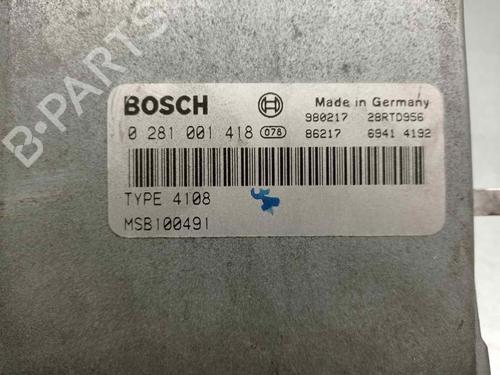 BOSCH
Made in Germany
980217 28RTD956
0 281 001 418 078
86217 6941 4192
TYPE 4108
MSB100491
B-PARTS